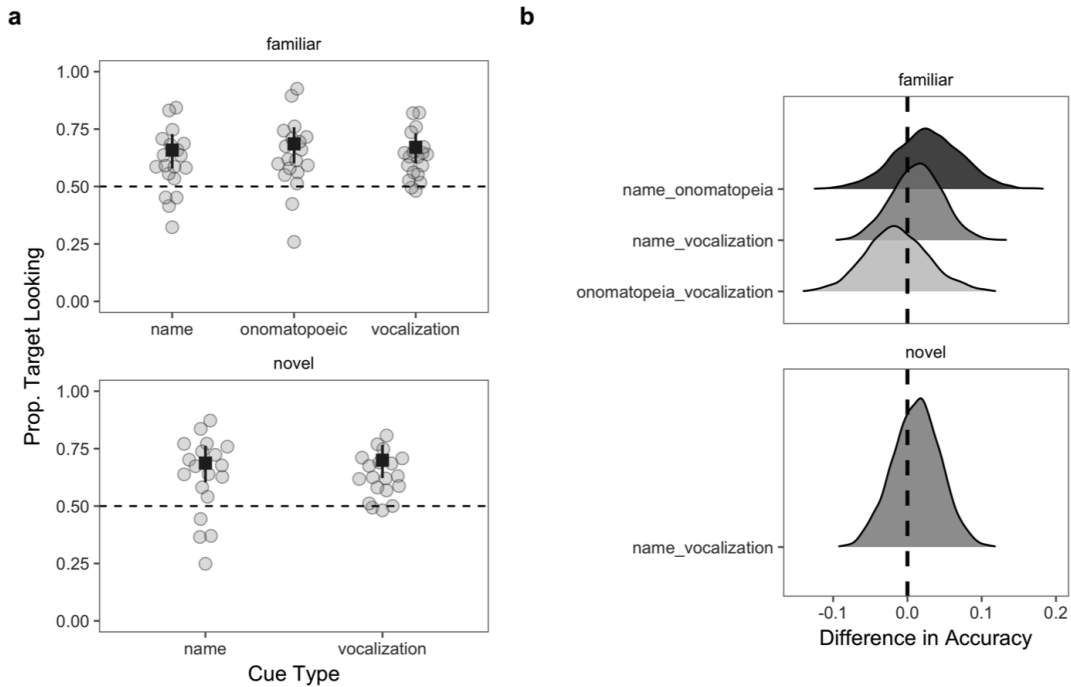 a
familiar
Prop. Target Looking
1.00
0.75
0.50
0.25
0.00
name onomatopoeic vocalization
novel
1.00
0.75
0.50
0.25
0.00
name vocalization
Cue Type
b
familiar
name_onomatopeia
name_vocalization
onomatopeia_vocalization
novel
name_vocalization
-0.1 0.0 0.1 0.2
Difference in Accuracy